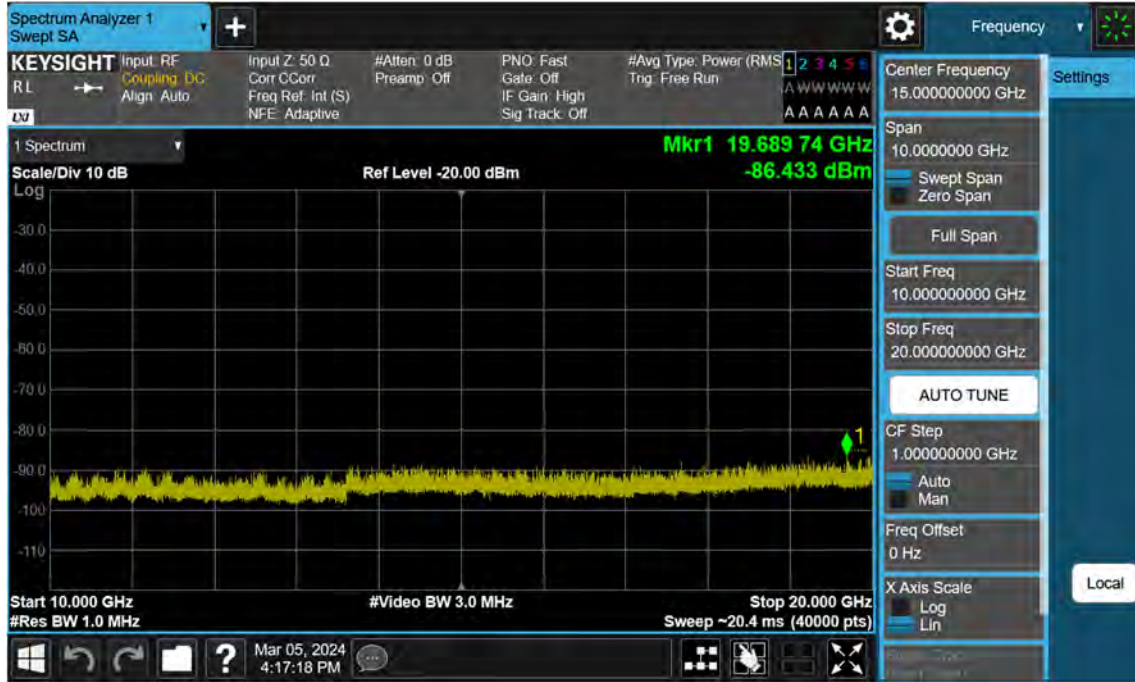 Spectrum Analyzer 1
Swept SA
Frequency
KEYSIGHT
RL
LXI
Input: RF
Coupling: DC
Align: Auto
Input Z: 50 Ω
Corr CCorr
Freq Ref: Int (S)
NFE: Adaptive
#Atten: 0 dB
Preamp: Off
PNO: Fast
Gate: Off
IF Gain: High
Sig Track: Off
#Avg Type: Power (RMS
Trig: Free Run
1 2 3 4 5 6
A W W W W W
A A A A A A
1 Spectrum
Scale/Div 10 dB
Ref Level -20.00 dBm
Mkr1 19.689 74 GHz
-86.433 dBm
Log
-30.0
-40.0
-50.0
-60.0
-70.0
-80.0
-90.0
-100
-110
1
Start 10.000 GHz
#Video BW 3.0 MHz
Stop 20.000 GHz
#Res BW 1.0 MHz
Sweep ~20.4 ms (40000 pts)
?
Mar 05, 2024
4:17:18 PM
Center Frequency
15.000000000 GHz
Span
10.0000000 GHz
Swept Span
Zero Span
Full Span
Start Freq
10.000000000 GHz
Stop Freq
20.000000000 GHz
AUTO TUNE
CF Step
1.000000000 GHz
Auto
Man
Freq Offset
0 Hz
X Axis Scale
Log
Lin
Settings
Local